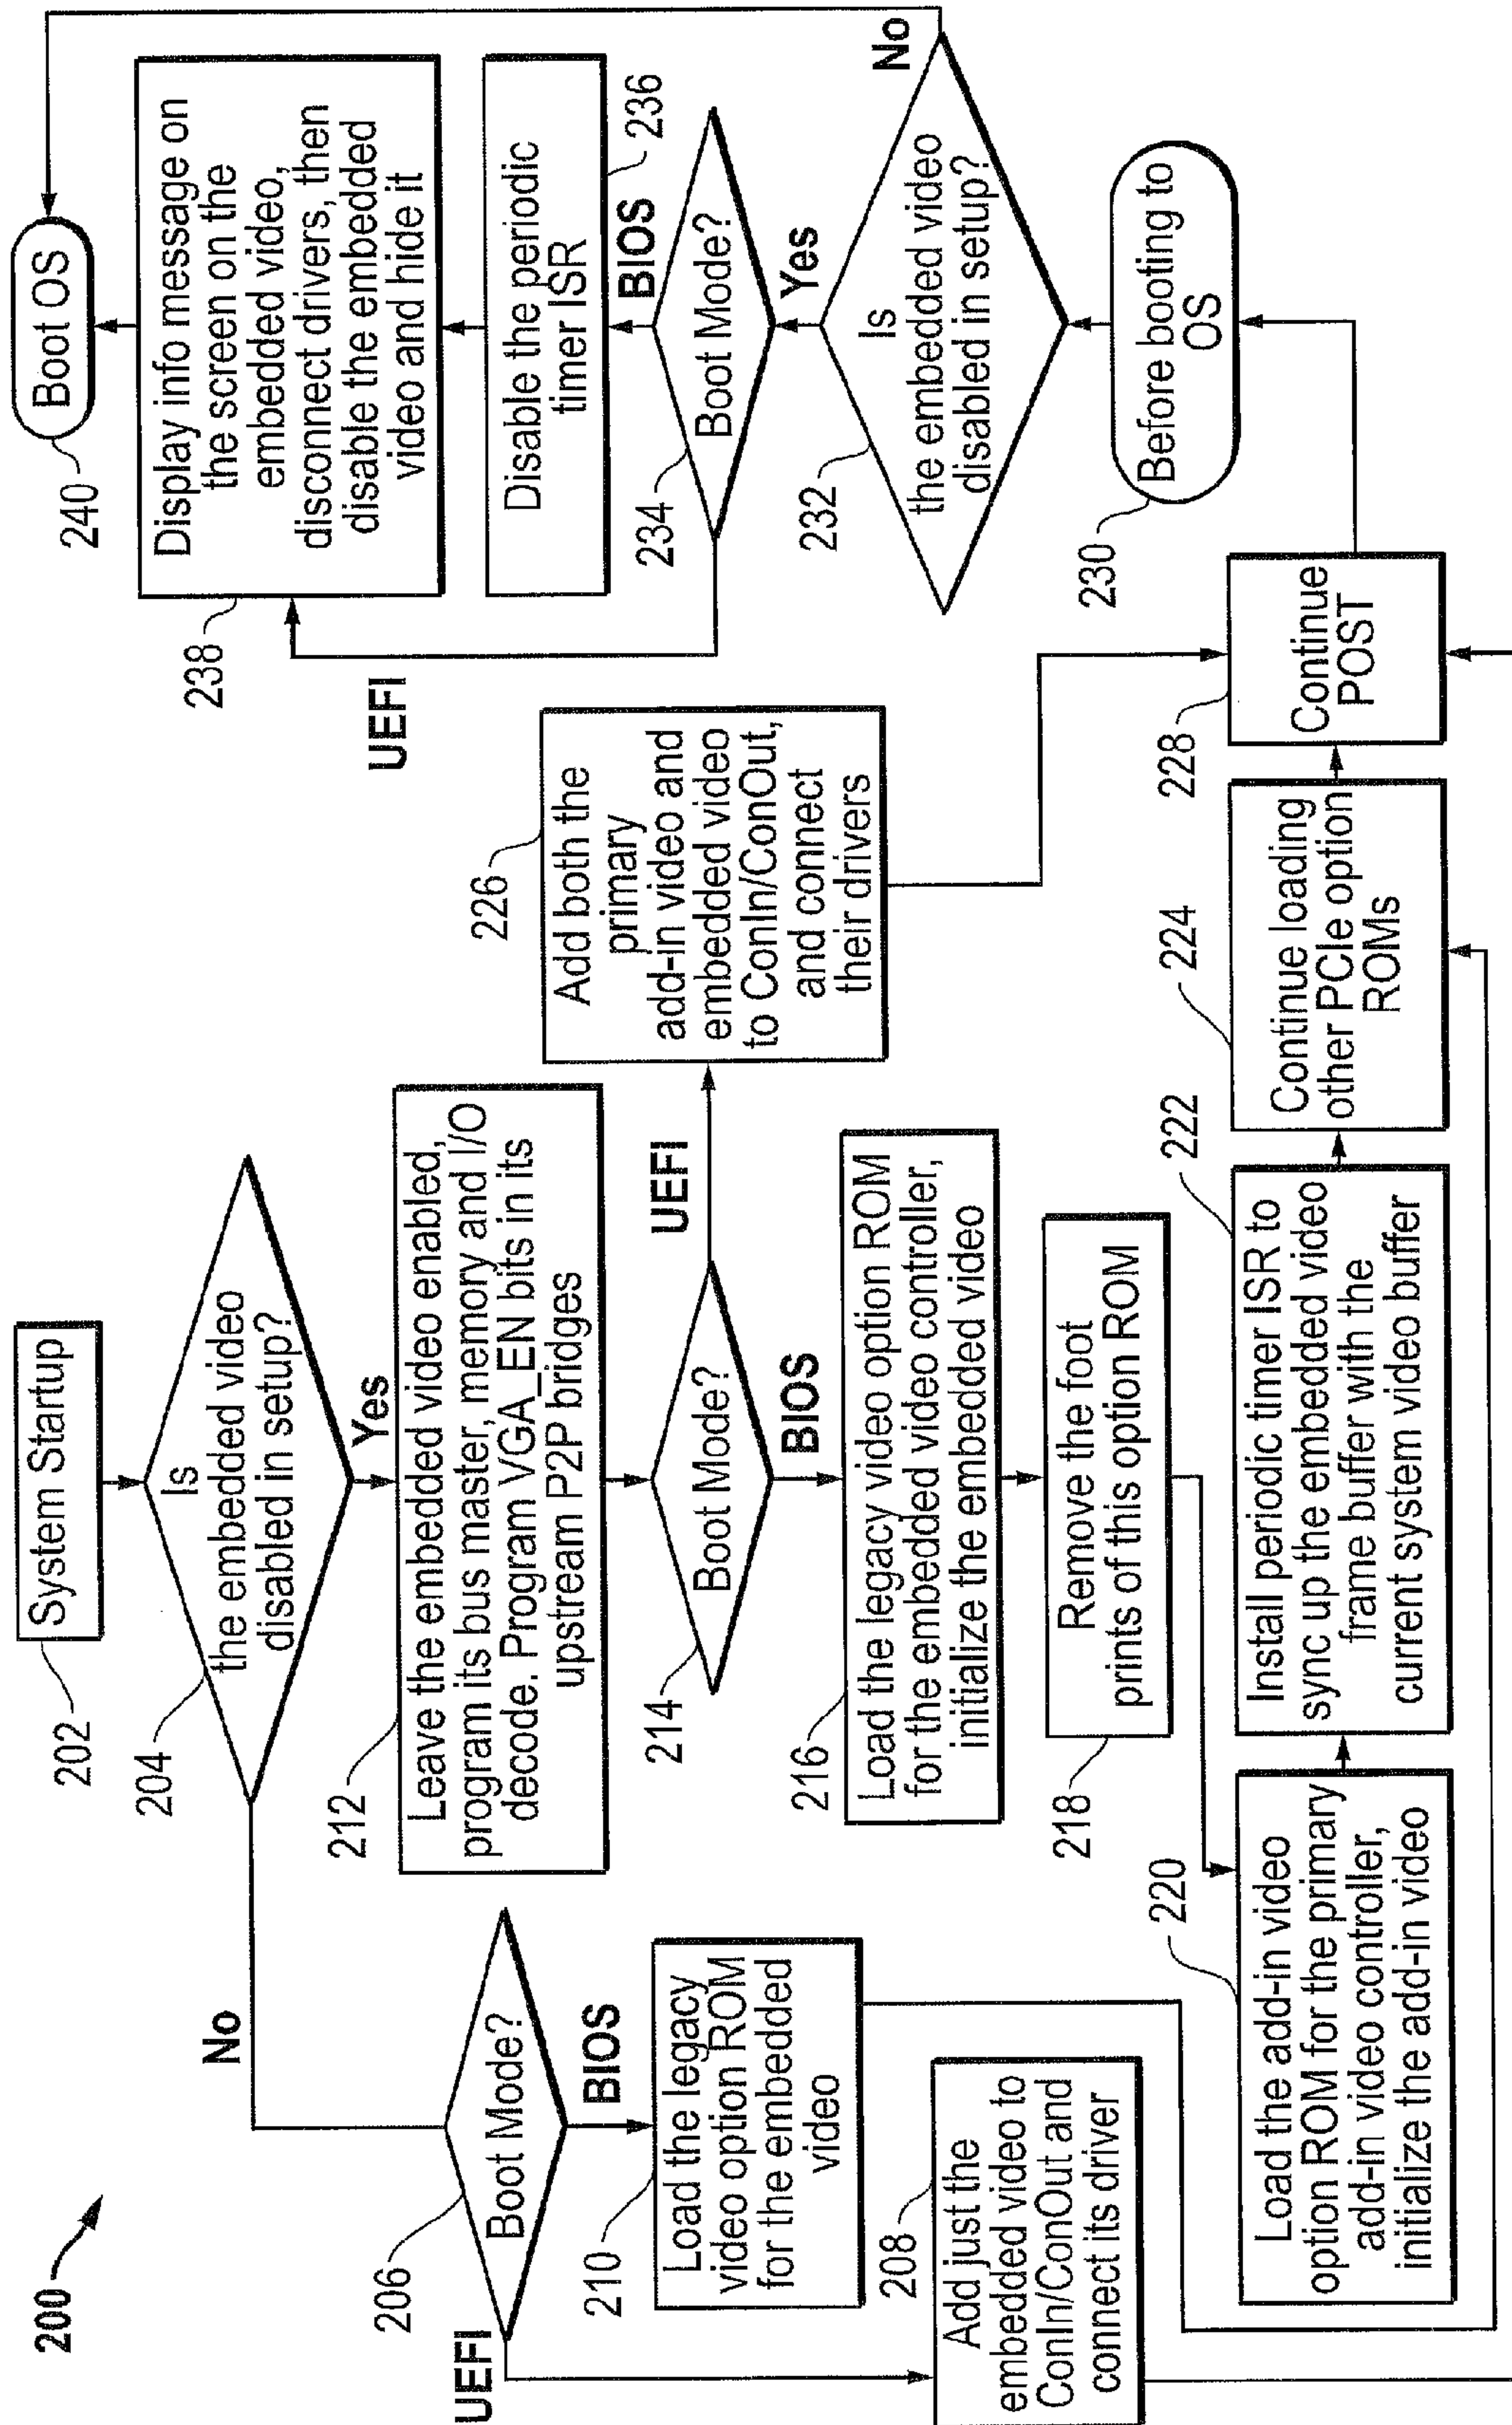 200
System Startup
202
Is
the embedded video
disabled in setup?
204
No
Yes
Boot Mode?
206
UEFI
BIOS
Load the legacy
video option ROM
for the embedded
video
210
Add just the
embedded video to
ConIn/ConOut and
connect its driver
208
Leave the embedded video enabled,
program its bus master, memory and I/O
decode. Program VGA_EN bits in its
upstream P2P bridges
212
Boot Mode?
214
UEFI
BIOS
Load the legacy video option ROM
for the embedded video controller,
initialize the embedded video
216
Remove the foot
prints of this option ROM
218
Load the add-in video
option ROM for the primary
add-in video controller,
initialize the add-in video
220
Install periodic timer ISR to
sync up the embedded video
frame buffer with the
current system video buffer
222
Continue loading
other PCIe option
ROMs
224
Add both the
primary
add-in video and
embedded video
to ConIn/ConOut,
and connect
their drivers
226
Continue
POST
228
Before booting to
OS
230
Is
the embedded video
disabled in setup?
232
No
Yes
Boot Mode?
234
UEFI
BIOS
Disable the periodic
timer ISR
236
Display info message on
the screen on the
embedded video,
disconnect drivers, then
disable the embedded
video and hide it
238
Boot OS
240